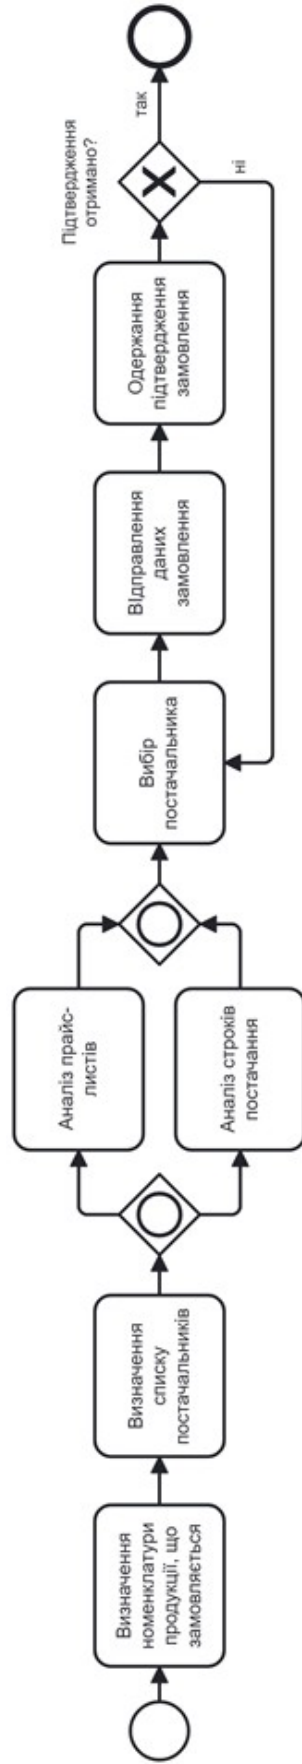 Визначення
номенклатури
продукції, що
замовляється
Визначення
списку
постачальників
Аналіз прайс-
листів
Аналіз строків
постачання
Вибір
постачальника
ВІдправлення
даних
замовлення
Одержання
підтвердження
замовлення
Підтвердження
отримано?
так
ні